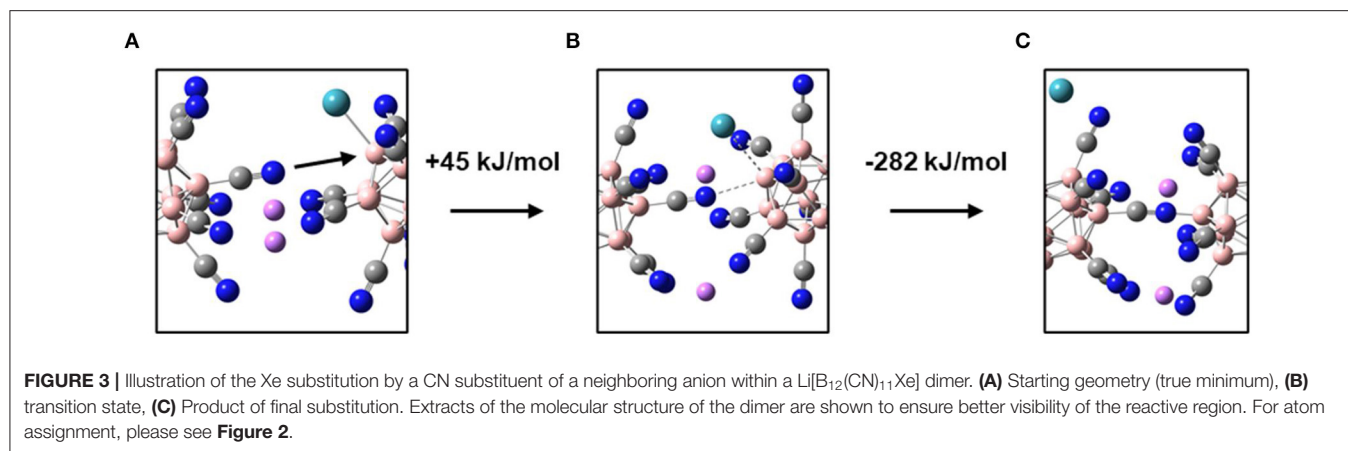 A
B
C
+45 kJ/mol
-282 kJ/mol
FIGURE 3 | Illustration of the Xe substitution by a CN substituent of a neighboring anion within a Li[B₁₂(CN)₁₁Xe] dimer. (A) Starting geometry (true minimum), (B)
transition state, (C) Product of final substitution. Extracts of the molecular structure of the dimer are shown to ensure better visibility of the reactive region. For atom
assignment, please see Figure 2.